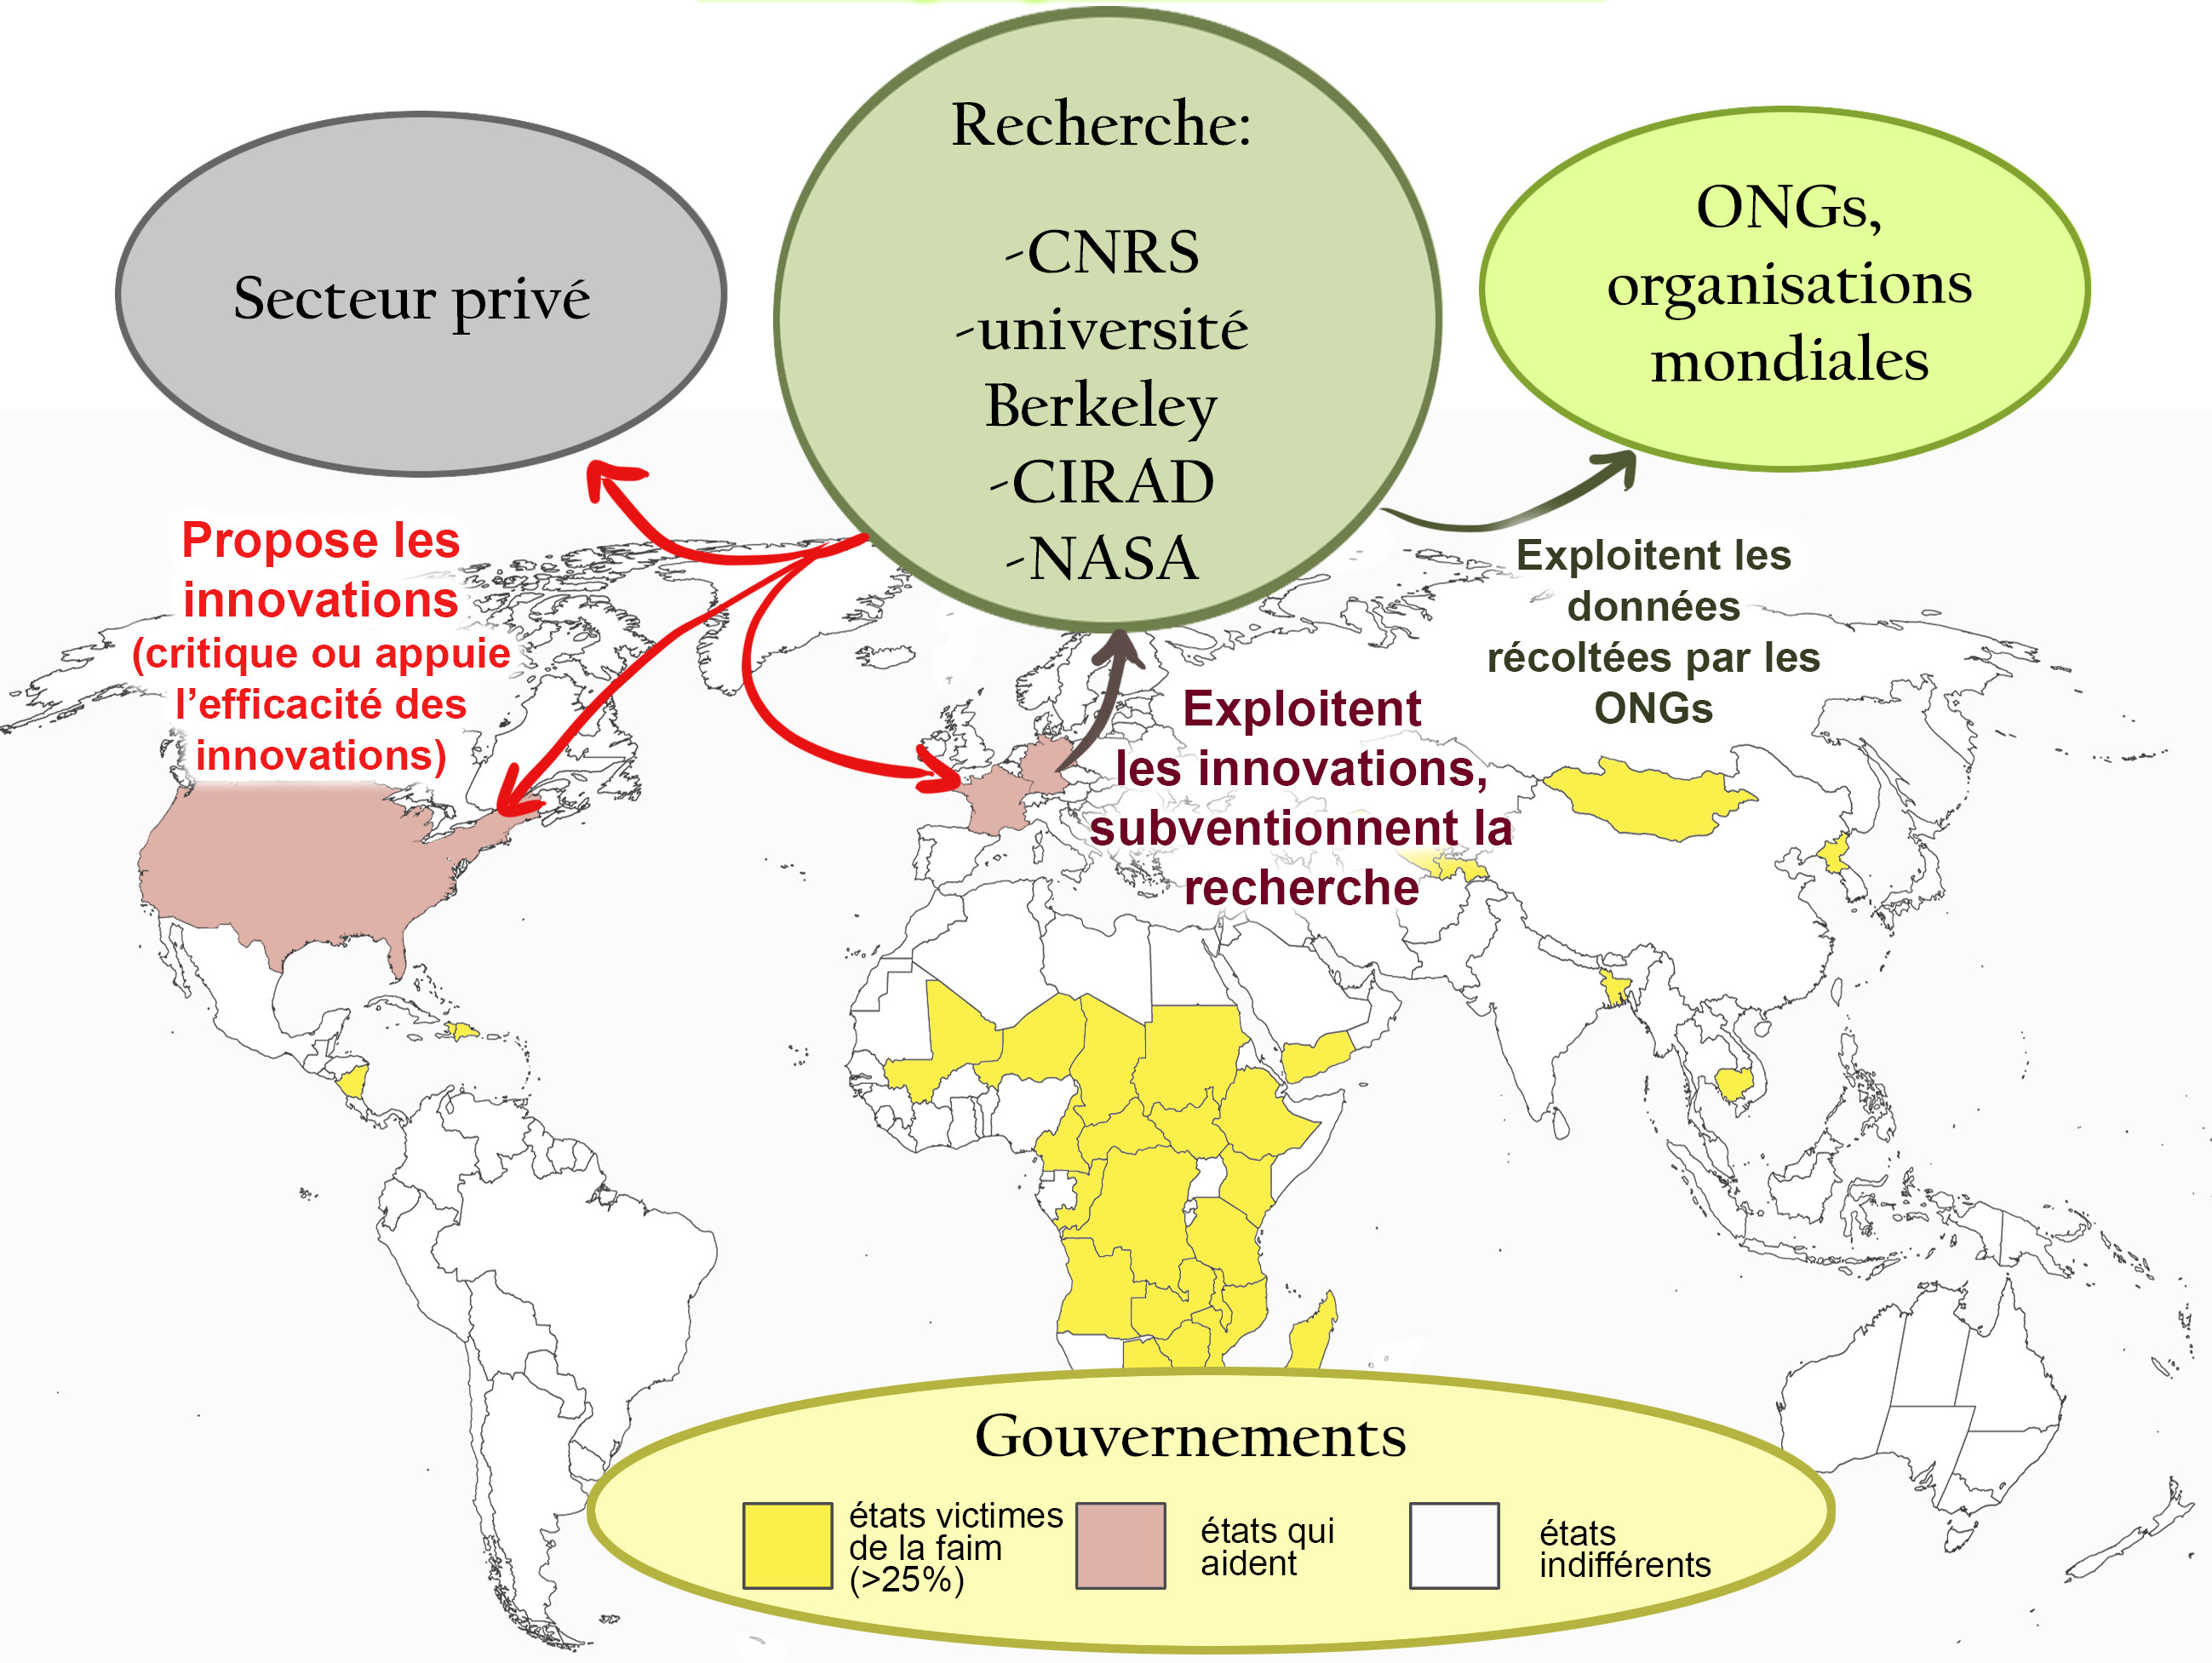 Recherche:
-CNRS
-université
Berkeley
-CIRAD
-NASA
Secteur privé
ONGs,
organisations
mondiales
Propose les
innovations
(critique ou appuie
l’efficacité des
innovations)
Exploitent les
données
récoltées par les
ONGs
Exploitent
les innovations,
subventionnent la
recherche
Gouvernements
états victimes
de la faim
(>25%)
états qui
aident
états
indifférents